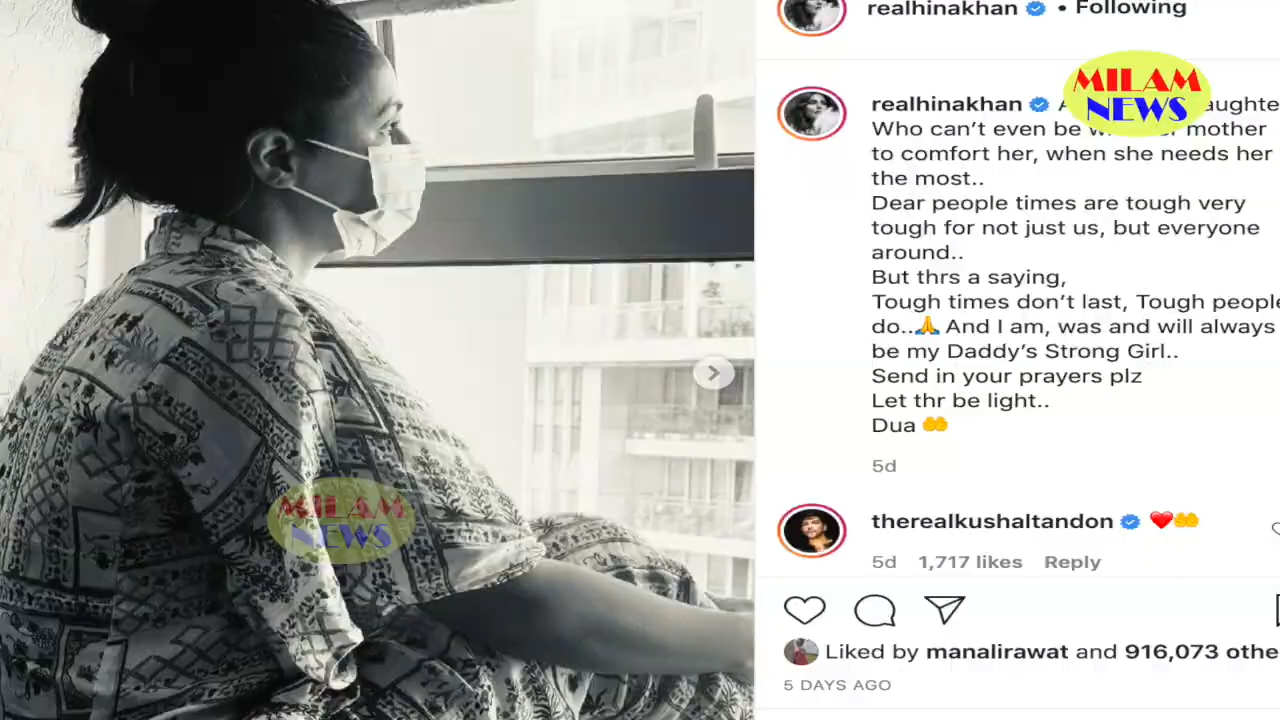 realhinakhan • Following
MILAM
NEWS
realhinakhan
Who can't even be mother
to comfort her, when she needs her
the most..
Dear people times are tough very
tough for not just us, but everyone
around..
But thrs a saying,
Tough times don't last, Tough people
do..🙏 And I am, was and will always
be my Daddy's Strong Girl..
Send in your prayers plz
Let thr be light..
Dua 🤲
5d
therealkushaltandon ❤️🤲
5d 1,717 likes Reply
Liked by manalirawat and 916,073 othe
5 DAYS AGO
MILAM
NEWS